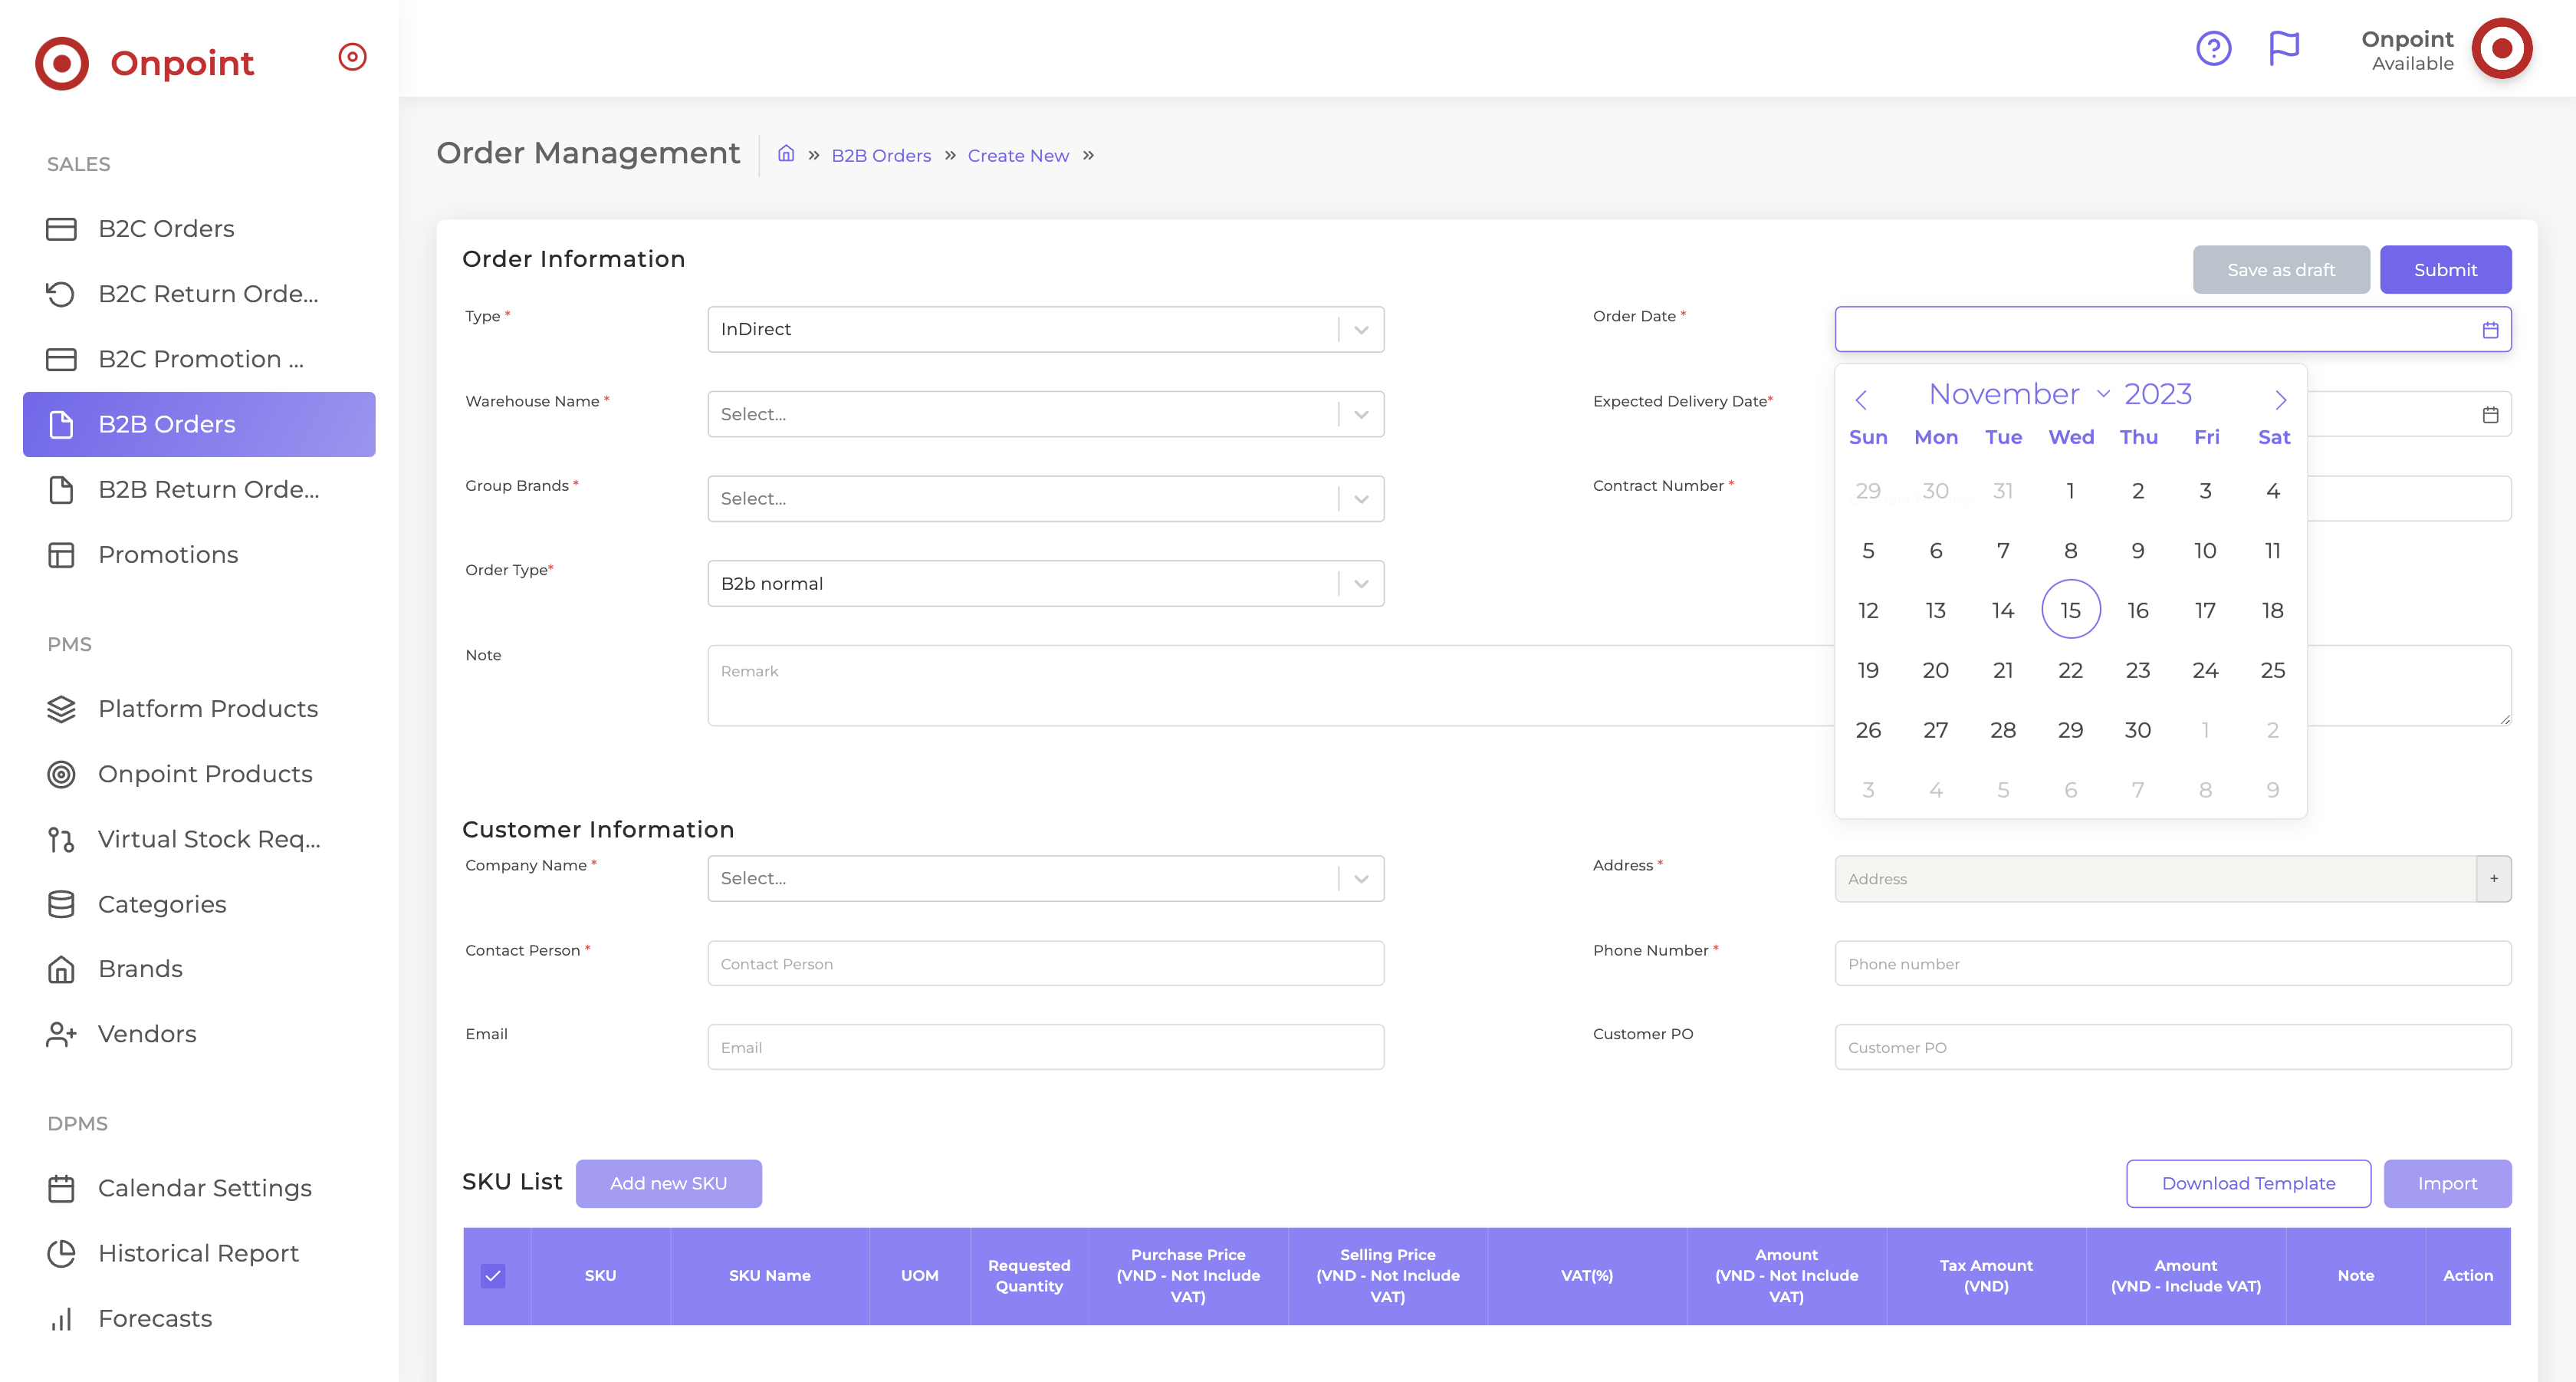 Onpoint
SALES
B2C Orders
B2C Return Orde...
B2C Promotion ...
B2B Orders
B2B Return Orde...
Promotions
PMS
Platform Products
Onpoint Products
Virtual Stock Req...
Categories
Brands
Vendors
DPMS
Calendar Settings
Historical Report
Forecasts
Onpoint
Available
Order Management
» B2B Orders » Create New »
Order Information
Save as draft
Submit
Type *
InDirect
Order Date *
Warehouse Name *
Select...
Expected Delivery Date*
Group Brands *
Select...
Contract Number *
Order Type*
B2b normal
Note
Remark
November 2023
Sun Mon Tue Wed Thu Fri Sat
29 30 31 1 2 3 4
5 6 7 8 9 10 11
12 13 14 15 16 17 18
19 20 21 22 23 24 25
26 27 28 29 30 1 2
3 4 5 6 7 8 9
Customer Information
Company Name *
Select...
Address *
Address
+
Contact Person *
Contact Person
Phone Number *
Phone number
Email
Email
Customer PO
Customer PO
SKU List
Add new SKU
Download Template
Import
SKU
SKU Name
UOM
Requested
Quantity
Purchase Price
(VND - Not Include
VAT)
Selling Price
(VND - Not Include
VAT)
VAT(%)
Amount
(VND - Not Include
VAT)
Tax Amount
(VND)
Amount
(VND - Include VAT)
Note
Action